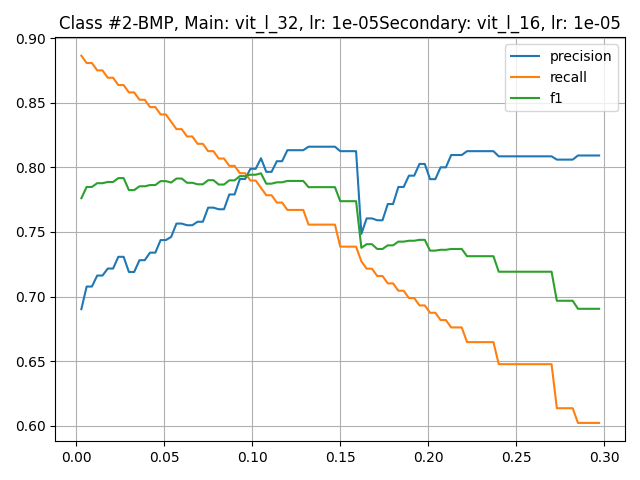 Class #2-BMP, Main: vit_l_32, lr: 1e-05Secondary: vit_l_16, lr: 1e-05
precision
recall
f1
0.90
0.85
0.80
0.75
0.70
0.65
0.60
0.00 0.05 0.10 0.15 0.20 0.25 0.30